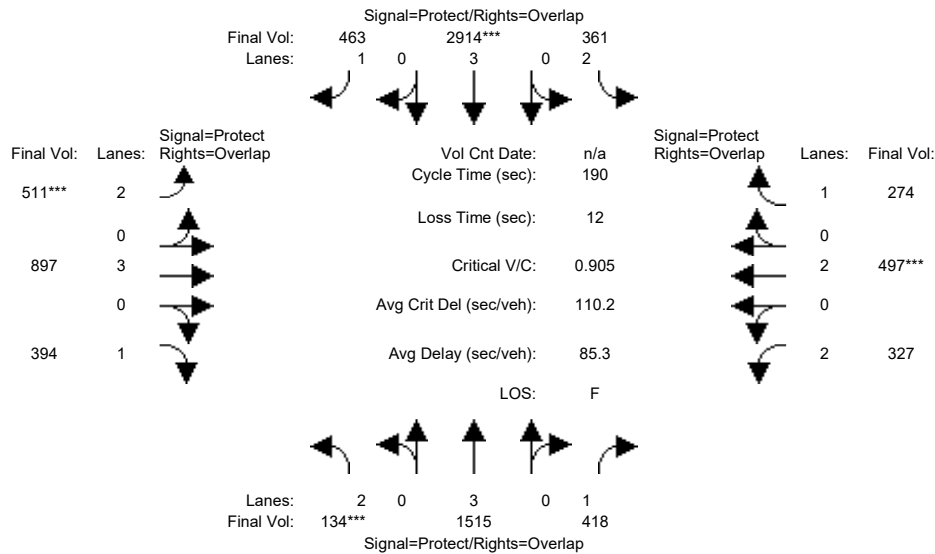 Signal=Protect/Rights=Overlap
Final Vol: 463 2914*** 361
Lanes: 1 0 3 0 2
Signal=Protect Signal=Protect
Final Vol: Lanes: Rights=Overlap Vol Cnt Date: n/a Rights=Overlap Lanes: Final Vol:
Cycle Time (sec): 190
511*** 2 1 274
Loss Time (sec): 12
0 0
897 3 Critical V/C: 0.905 2 497***
0 Avg Crit Del (sec/veh): 110.2 0
394 1 Avg Delay (sec/veh): 85.3 2 327
LOS: F
Lanes: 2 0 3 0 1
Final Vol: 134*** 1515 418
Signal=Protect/Rights=Overlap